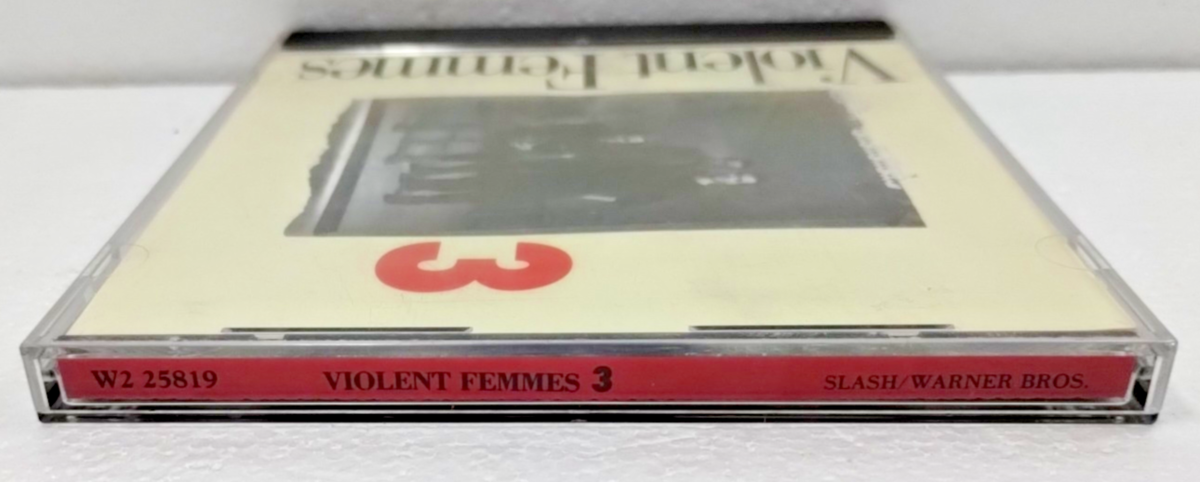 Violent Femmes
3
W2 25819 VIOLENT FEMMES 3 SLASH/WARNER BROS.